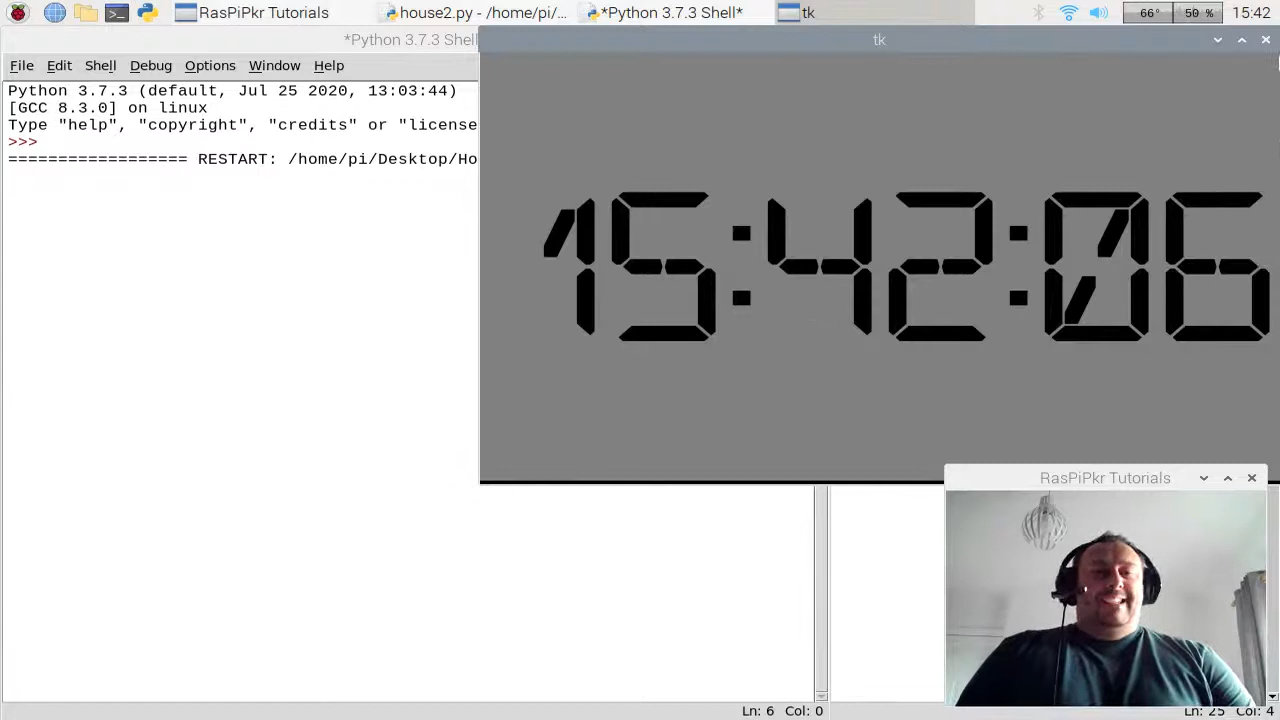 RasPiPkr Tutorials
house2.py - /home/pi/...
*Python 3.7.3 Shell*
tk
66°
50 %
15:42
*Python 3.7.3 Shell
tk
File Edit Shell Debug Options Window Help
Python 3.7.3 (default, Jul 25 2020, 13:03:44)
[GCC 8.3.0] on linux
Type "help", "copyright", "credits" or "license
>>>
================== RESTART: /home/pi/Desktop/Ho
15:42:06
RasPiPkr Tutorials
Ln: 6 Col: 0
Ln: 25 Col: 4